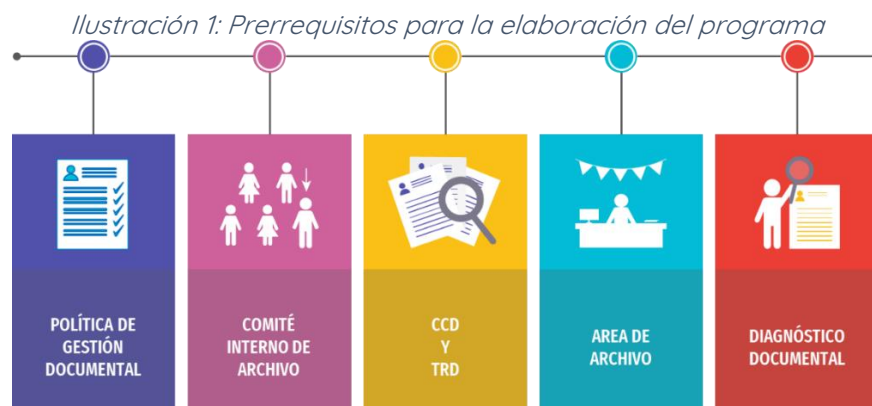 Ilustración 1: Prerrequisitos para la elaboración del programa
POLÍTICA DE
GESTIÓN
DOCUMENTAL
COMITÉ
INTERNO DE
ARCHIVO
CCD
Y
TRD
AREA DE
ARCHIVO
DIAGNÓSTICO
DOCUMENTAL